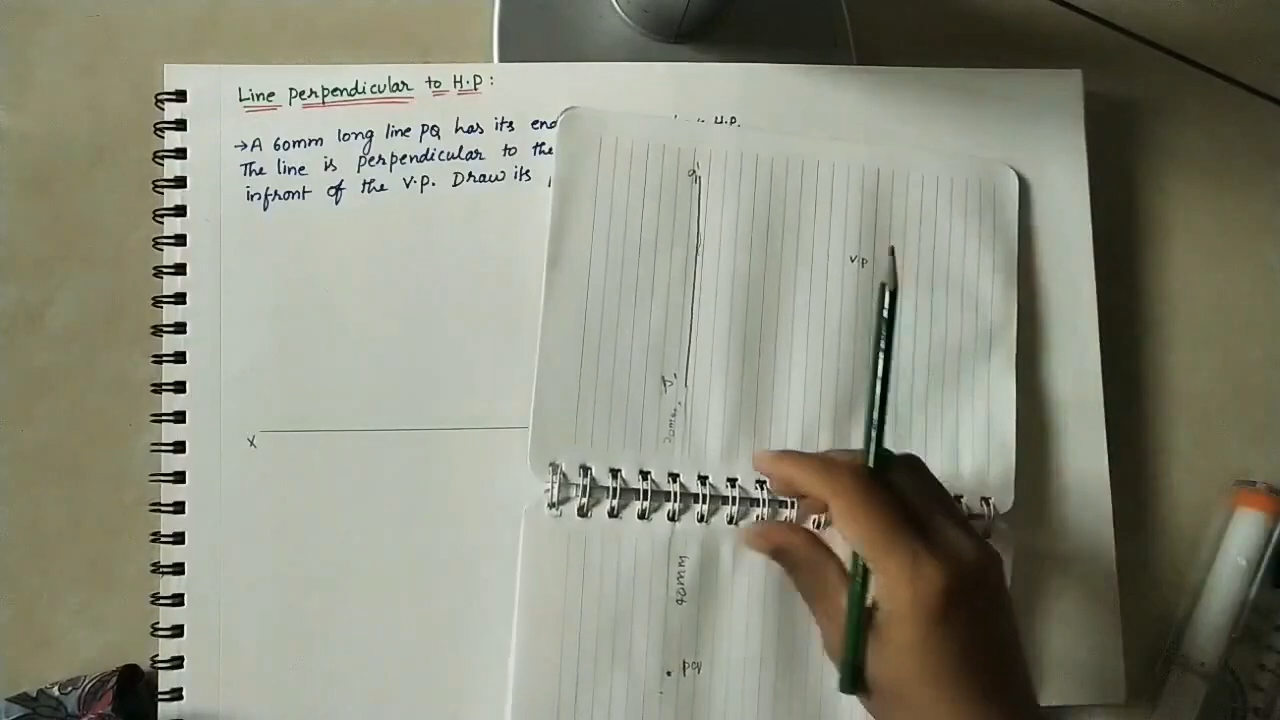 Line perpendicular to H.P:
→A 60mm long line PQ has its end H.P.
The line is perpendicular to the
infront of the V.P. Draw its
q'
V.P
20mm
X
40mm
pq